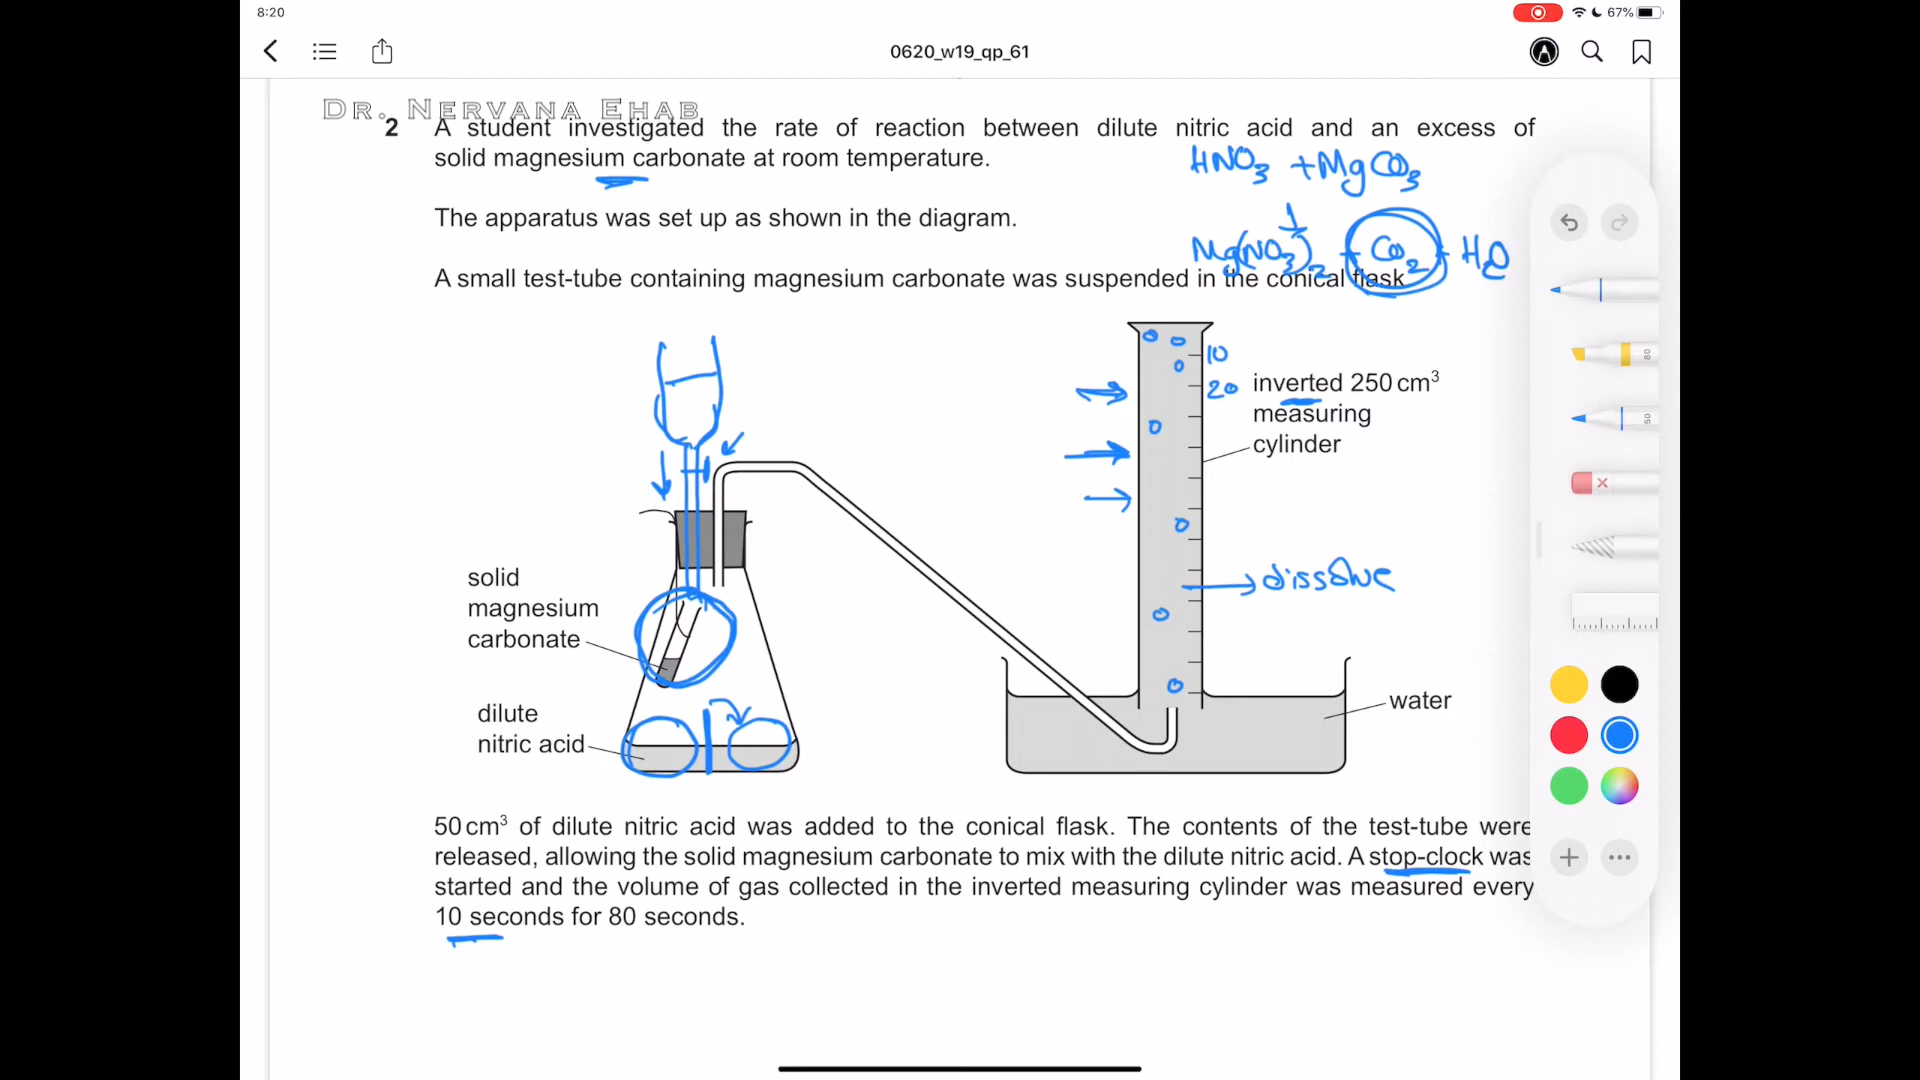 8:20
67%
0620_w19_qp_61
DR. NERVANA EHAB
2 A student investigated the rate of reaction between dilute nitric acid and an excess of
solid magnesium carbonate at room temperature.
HNO3 + MgCO3
The apparatus was set up as shown in the diagram.
Mg(NO3)2 + CO2 + H2O
A small test-tube containing magnesium carbonate was suspended in the conical flask
10
20
inverted 250 cm³
measuring
cylinder
dissolve
solid
magnesium
carbonate
water
dilute
nitric acid
50 cm³ of dilute nitric acid was added to the conical flask. The contents of the test-tube were
released, allowing the solid magnesium carbonate to mix with the dilute nitric acid. A stop-clock was
started and the volume of gas collected in the inverted measuring cylinder was measured every
10 seconds for 80 seconds.
80
50